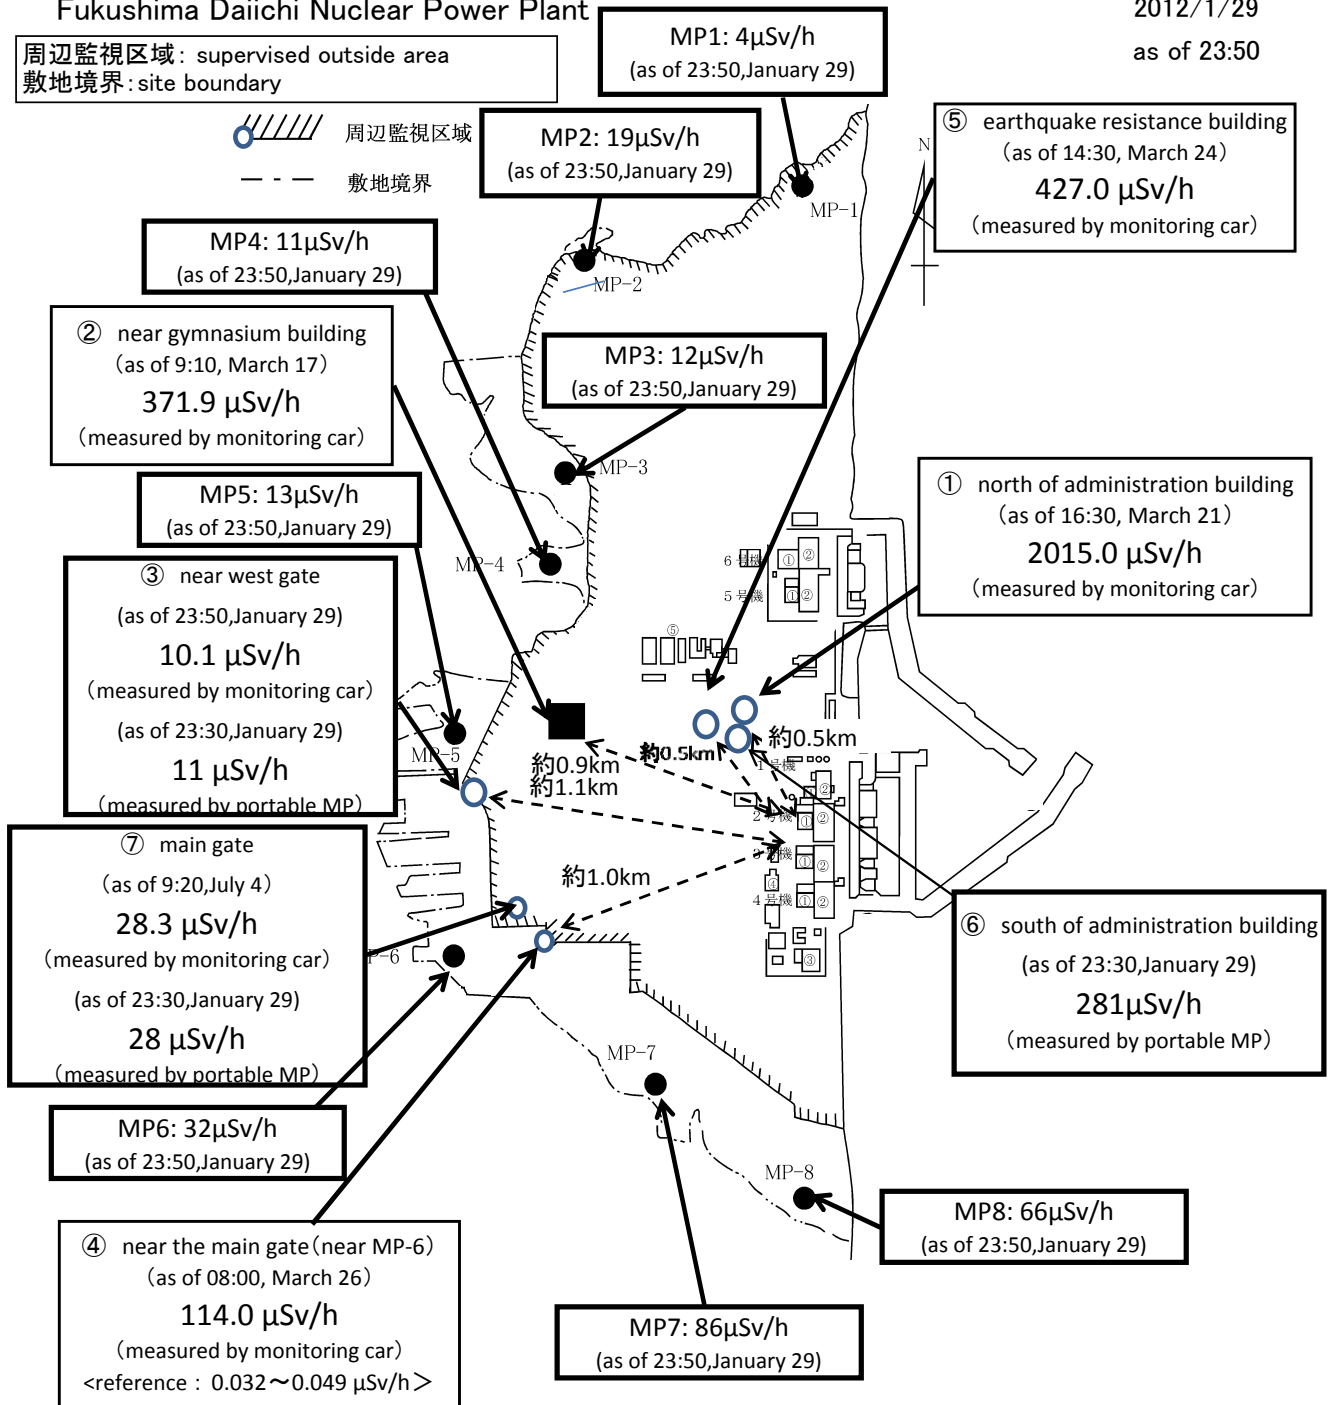 Fukushima Daiichi Nuclear Power Plant
2012/1/29
as of 23:50
周辺監視区域: supervised outside area
敷地境界:site boundary
周辺監視区域
敷地境界
MP1: 4μSv/h
(as of 23:50,January 29)
MP2: 19μSv/h
(as of 23:50,January 29)
⑤ earthquake resistance building
(as of 14:30, March 24)
427.0 μSv/h
(measured by monitoring car)
N
MP-1
MP4: 11μSv/h
(as of 23:50,January 29)
MP-2
② near gymnasium building
(as of 9:10, March 17)
371.9 μSv/h
(measured by monitoring car)
MP3: 12μSv/h
(as of 23:50,January 29)
MP-3
MP5: 13μSv/h
(as of 23:50,January 29)
① north of administration building
(as of 16:30, March 21)
2015.0 μSv/h
(measured by monitoring car)
MP-4
6号機
① ②
5号機
① ②
⑤
③ near west gate
(as of 23:50,January 29)
10.1 μSv/h
(measured by monitoring car)
(as of 23:30,January 29)
11 μSv/h
(measured by portable MP)
MP-5
約0.9km
約1.1km
約0.5km
約0.5km
1号機
②
2号機
① ②
3号機
① ②
④
4号機
① ②
③
約1.0km
⑦ main gate
(as of 9:20,July 4)
28.3 μSv/h
(measured by monitoring car)
(as of 23:30,January 29)
28 μSv/h
(measured by portable MP)
P-6
⑥ south of administration building
(as of 23:30,January 29)
281μSv/h
(measured by portable MP)
MP-7
MP6: 32μSv/h
(as of 23:50,January 29)
MP-8
MP8: 66μSv/h
(as of 23:50,January 29)
④ near the main gate(near MP-6)
(as of 08:00, March 26)
114.0 μSv/h
(measured by monitoring car)
<reference : 0.032～0.049 μSv/h>
MP7: 86μSv/h
(as of 23:50,January 29)